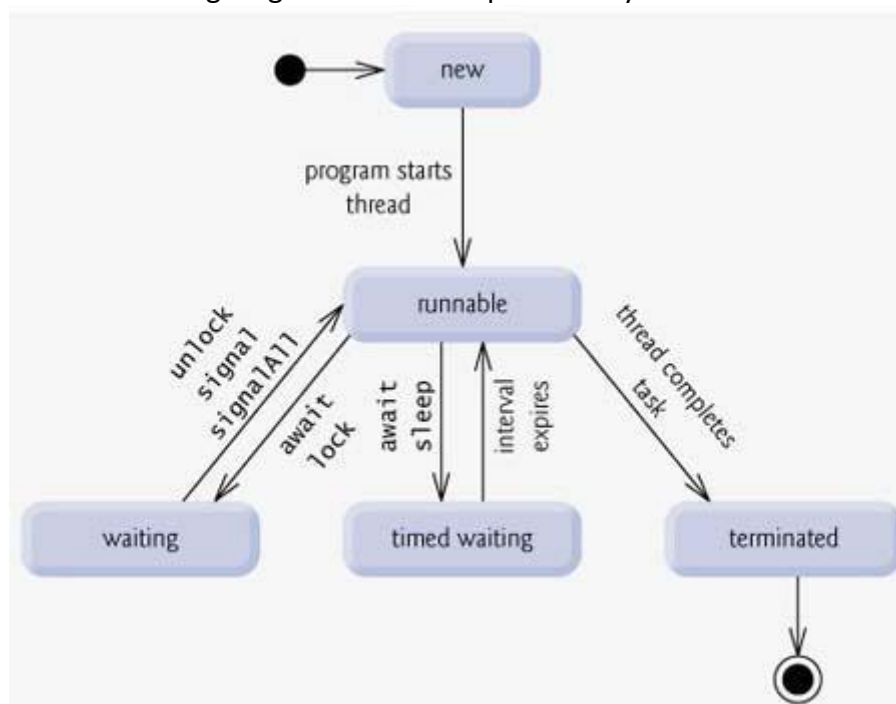 new
program starts
thread
runnable
unlock
signal
signalAll
await
lock
await
sleep
interval
expires
thread completes
task
waiting
timed waiting
terminated